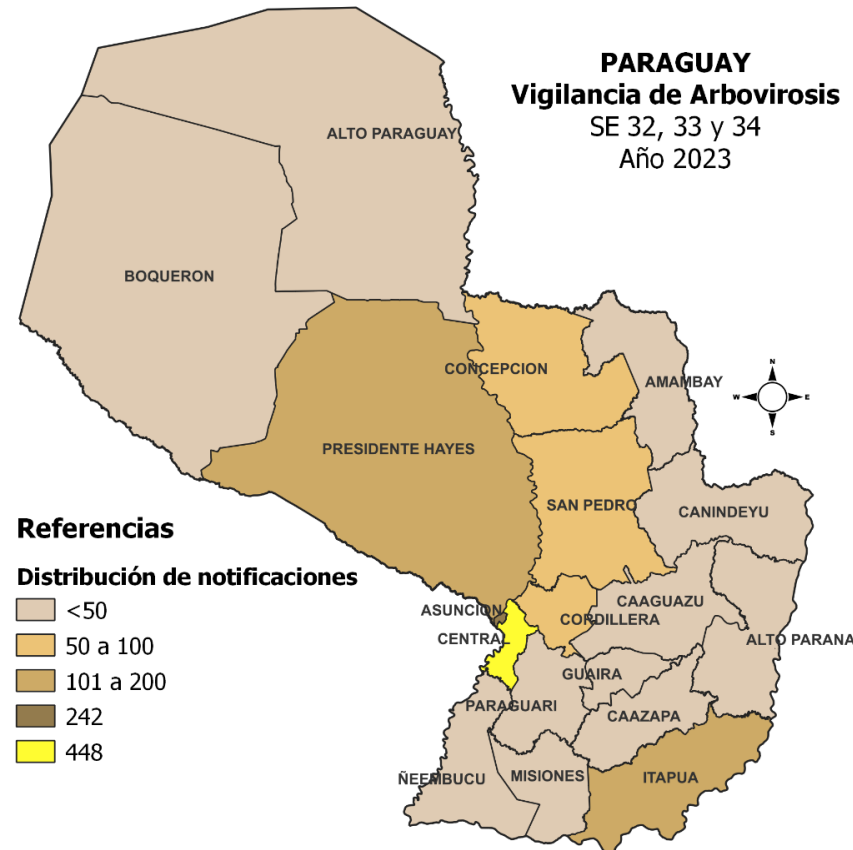 PARAGUAY
Vigilancia de Arbovirosis
SE 32, 33 y 34
Año 2023
ALTO PARAGUAY
BOQUERON
CONCEPCION
AMAMBAY
N
W
E
S
PRESIDENTE HAYES
SAN PEDRO
CANINDEYU
ASUNCION
CENTRAL
CORDILLERA
CAAGUAZU
ALTO PARANA
GUAIRA
PARAGUARI
CAAZAPA
ÑEEMBUCU
MISIONES
ITAPUA
Referencias
Distribución de notificaciones
<50
50 a 100
101 a 200
242
448